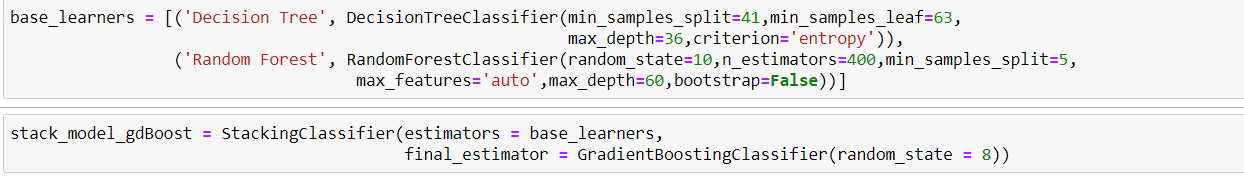 base_learners = [('Decision Tree', DecisionTreeClassifier(min_samples_split=41,min_samples_leaf=63,
max_depth=36,criterion='entropy')),
('Random Forest', RandomForestClassifier(random_state=10,n_estimators=400,min_samples_split=5,
max_features='auto',max_depth=60,bootstrap=False))]
stack_model_gdBoost = StackingClassifier(estimators = base_learners,
final_estimator = GradientBoostingClassifier(random_state = 8))